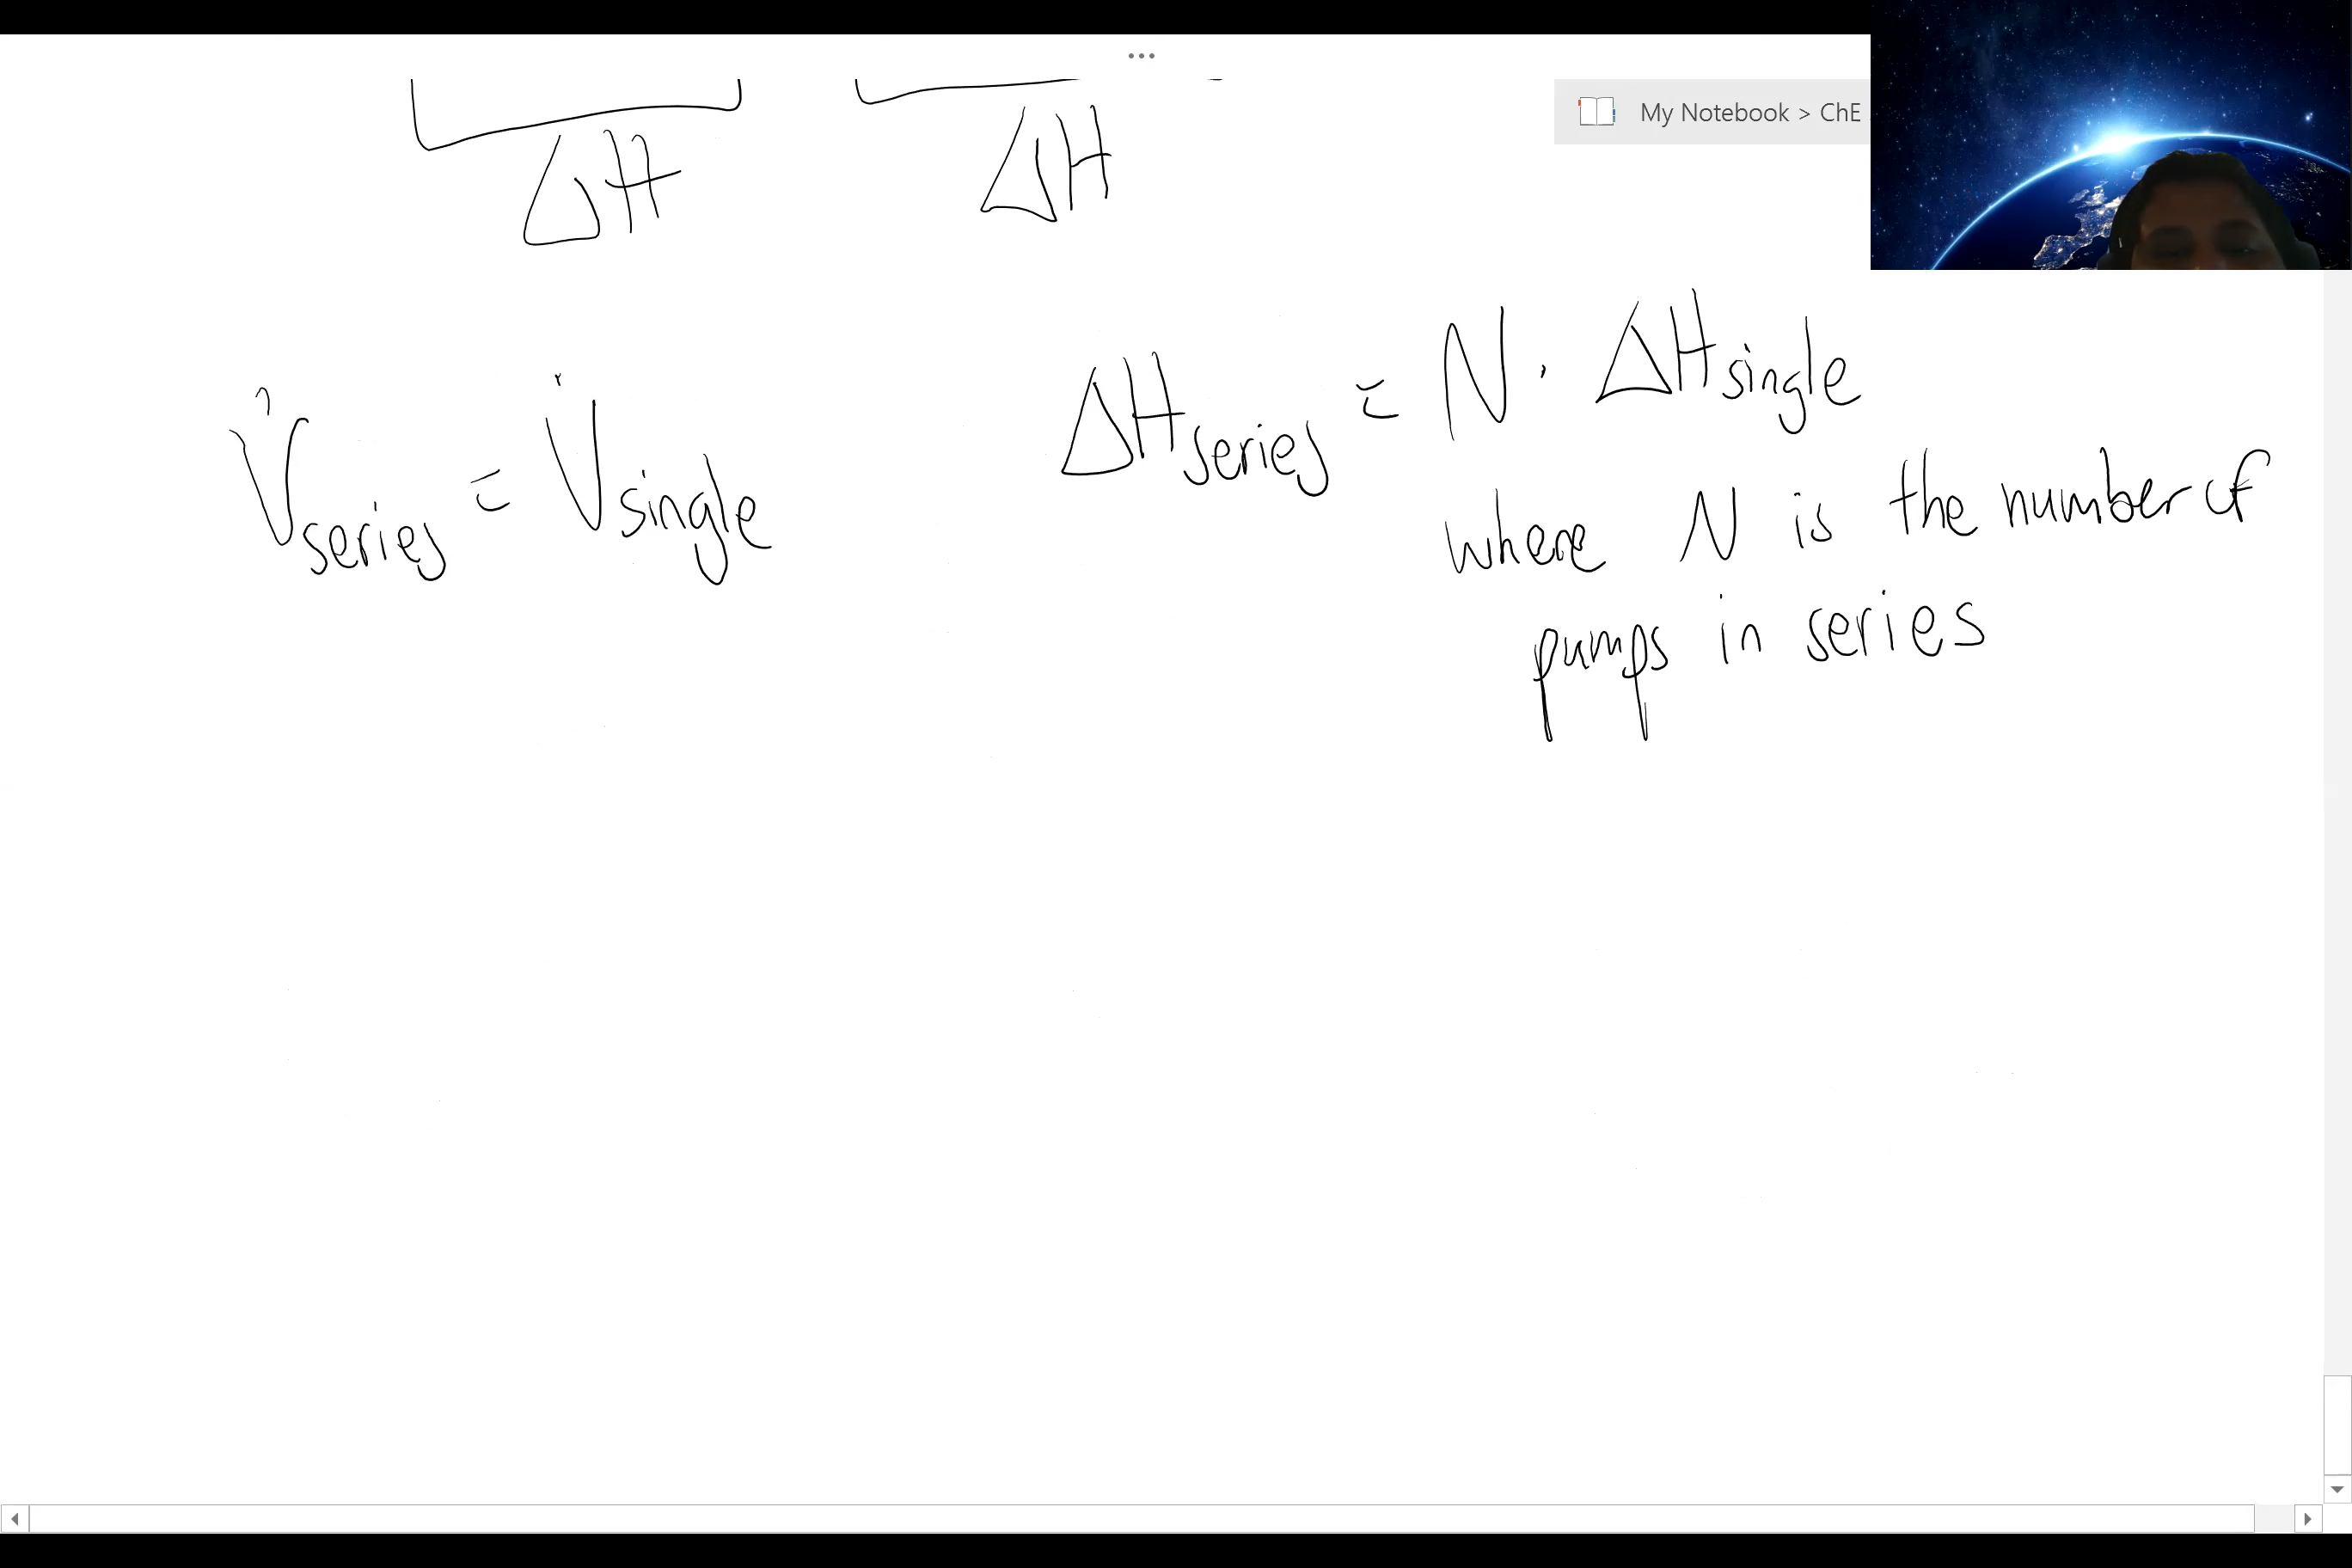 My Notebook > ChE
ΔH ΔH
V̇series = V̇single
ΔHseries = N · ΔHsingle
where N is the number of
pumps in series